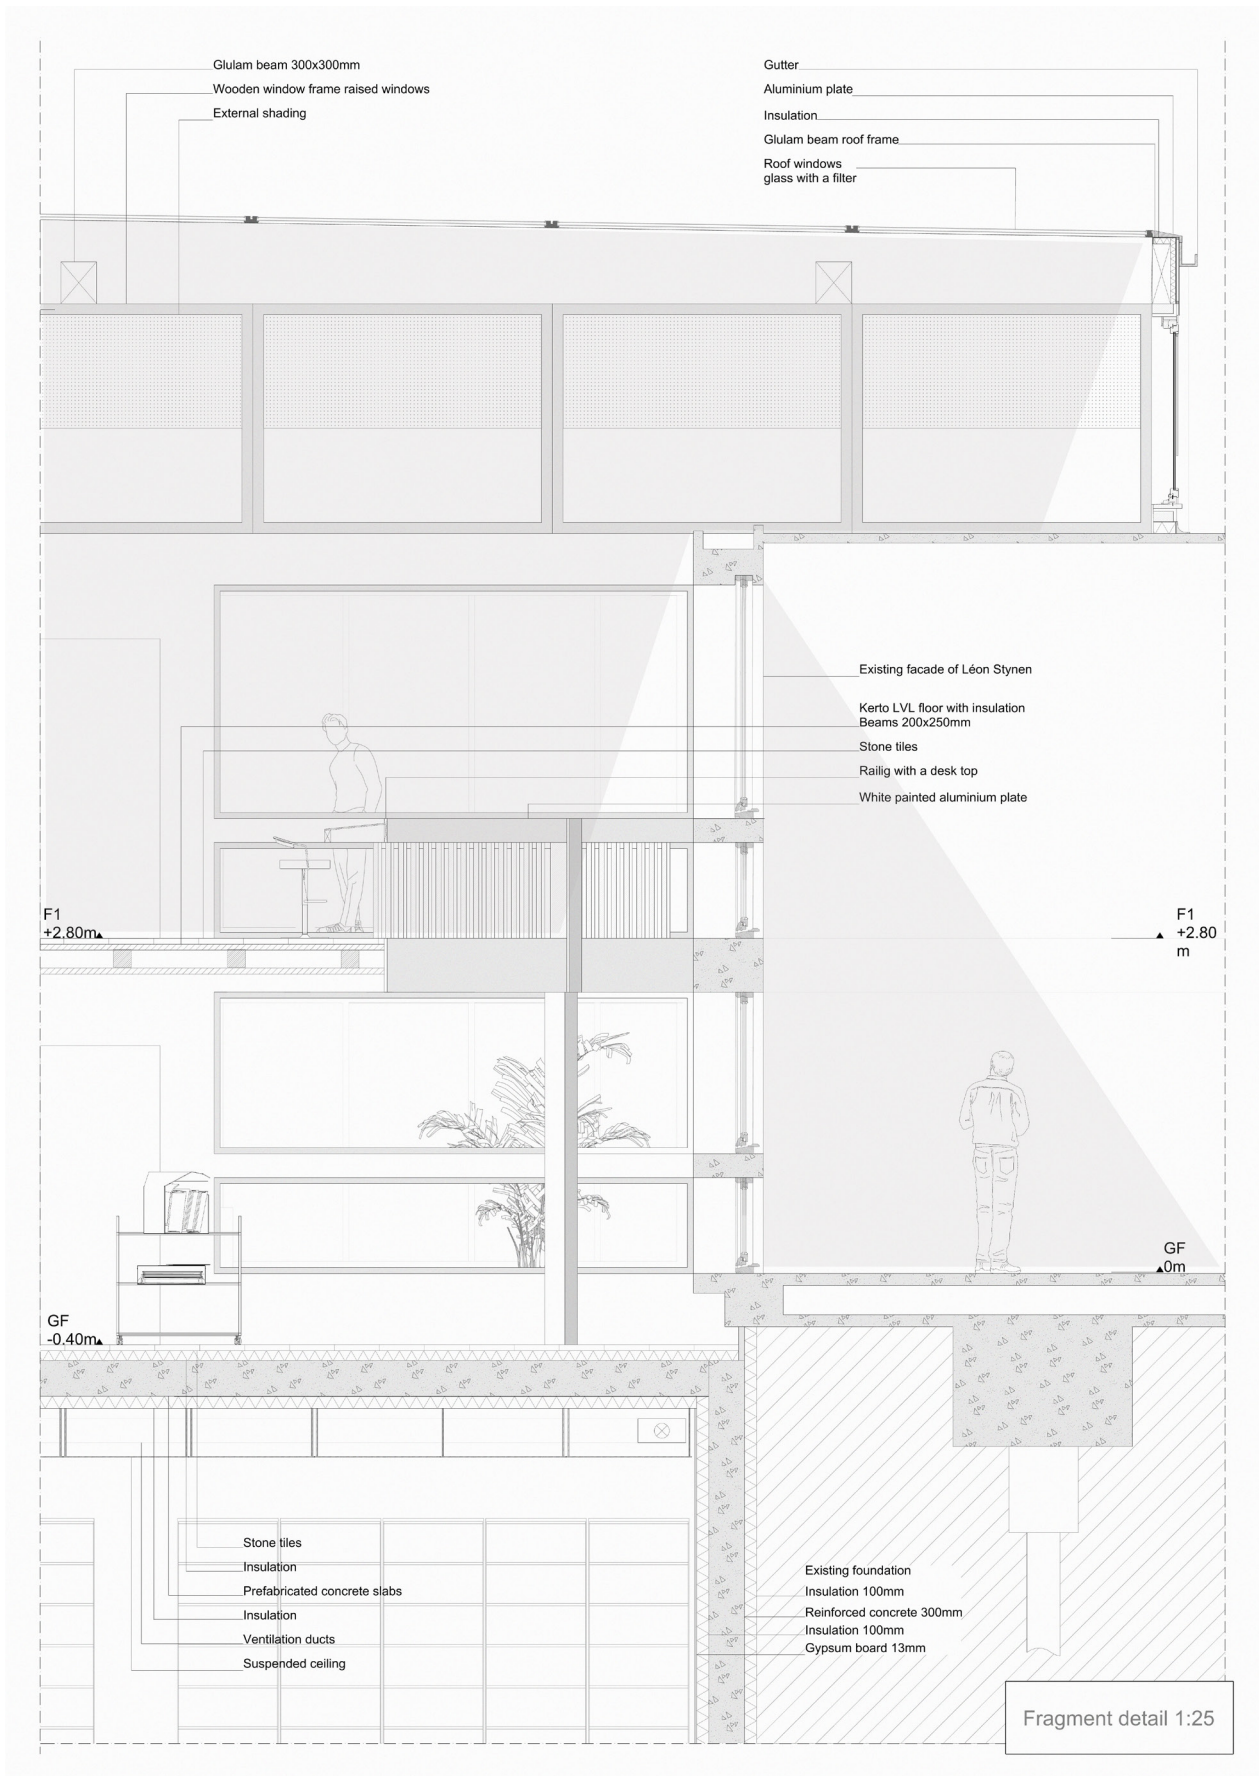 Glulam beam 300x300mm
Wooden window frame raised windows
External shading
Gutter
Aluminium plate
Insulation
Glulam beam roof frame
Roof windows
glass with a filter
Existing facade of Léon Stynen
Kerto LVL floor with insulation
Beams 200x250mm
Stone tiles
Railig with a desk top
White painted aluminium plate
F1
+2.80m
F1
+2.80
m
GF
0m
GF
-0.40m
Stone tiles
Insulation
Prefabricated concrete slabs
Insulation
Ventilation ducts
Suspended ceiling
Existing foundation
Insulation 100mm
Reinforced concrete 300mm
Insulation 100mm
Gypsum board 13mm
Fragment detail 1:25